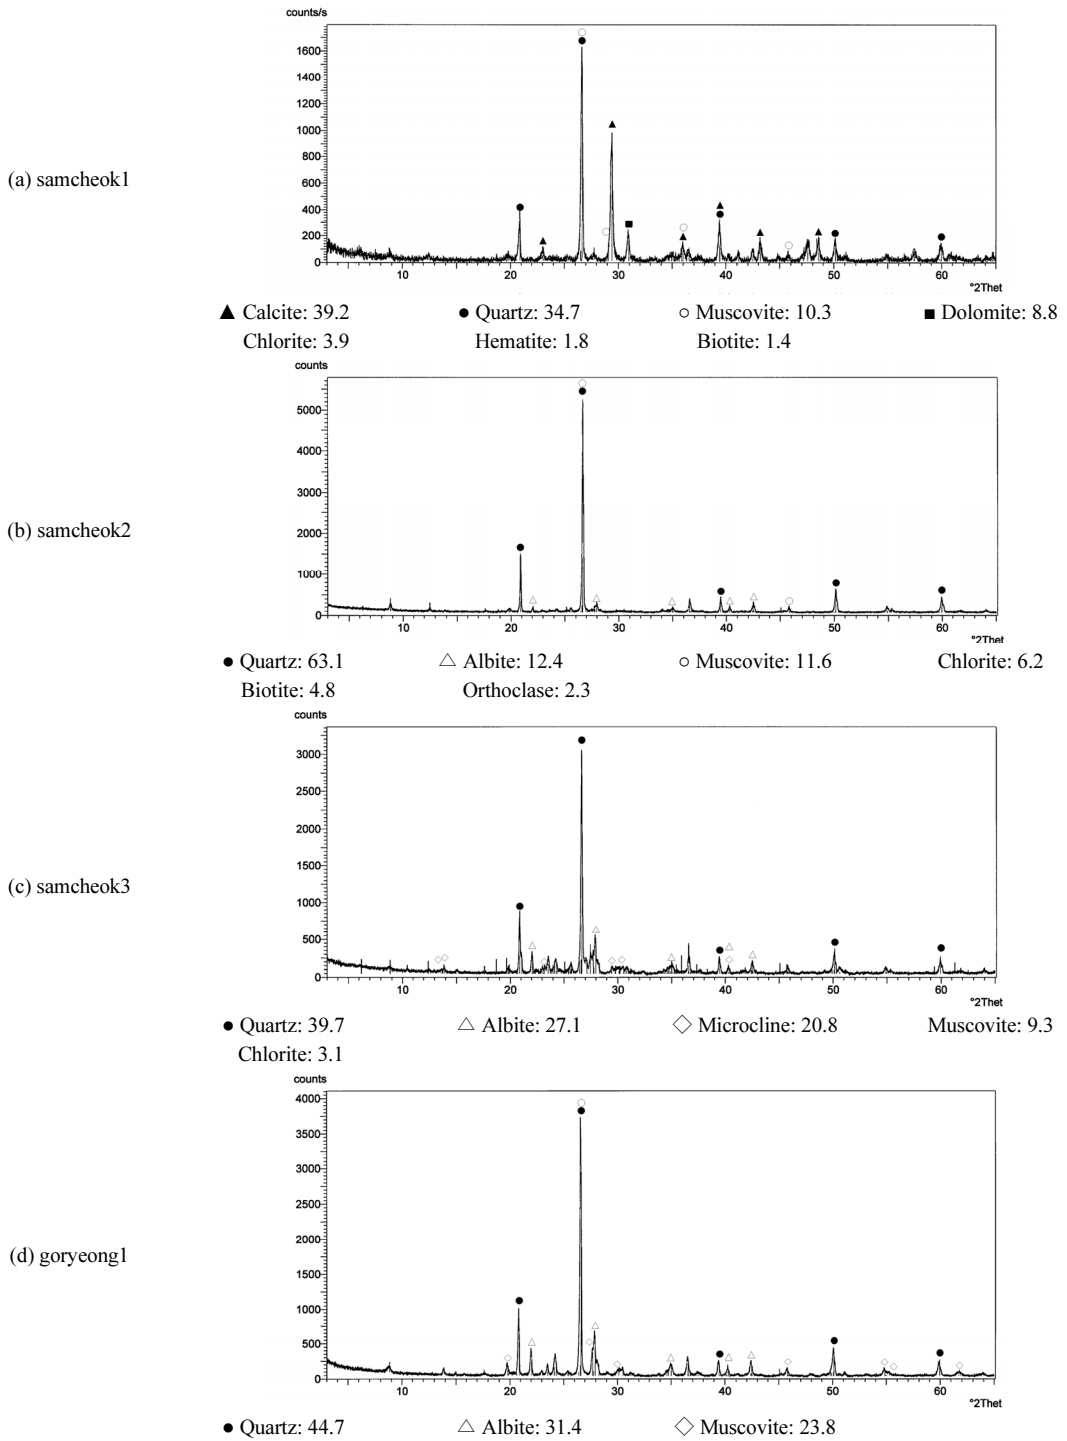 counts/s
1600
1400
1200
1000
800
600
400
200
0
10 20 30 40 50 60
°2Thet
(a) samcheok1
▲ Calcite: 39.2 ● Quartz: 34.7 ○ Muscovite: 10.3 ■ Dolomite: 8.8
Chlorite: 3.9 Hematite: 1.8 Biotite: 1.4
counts
5000
4000
3000
2000
1000
0
10 20 30 40 50 60
°2Thet
(b) samcheok2
● Quartz: 63.1 △ Albite: 12.4 ○ Muscovite: 11.6 Chlorite: 6.2
Biotite: 4.8 Orthoclase: 2.3
counts
3000
2500
2000
1500
1000
500
0
10 20 30 40 50 60
°2Thet
(c) samcheok3
● Quartz: 39.7 △ Albite: 27.1 ◇ Microcline: 20.8 Muscovite: 9.3
Chlorite: 3.1
counts
4000
3500
3000
2500
2000
1500
1000
500
0
10 20 30 40 50 60
°2Thet
(d) goryeong1
● Quartz: 44.7 △ Albite: 31.4 ◇ Muscovite: 23.8